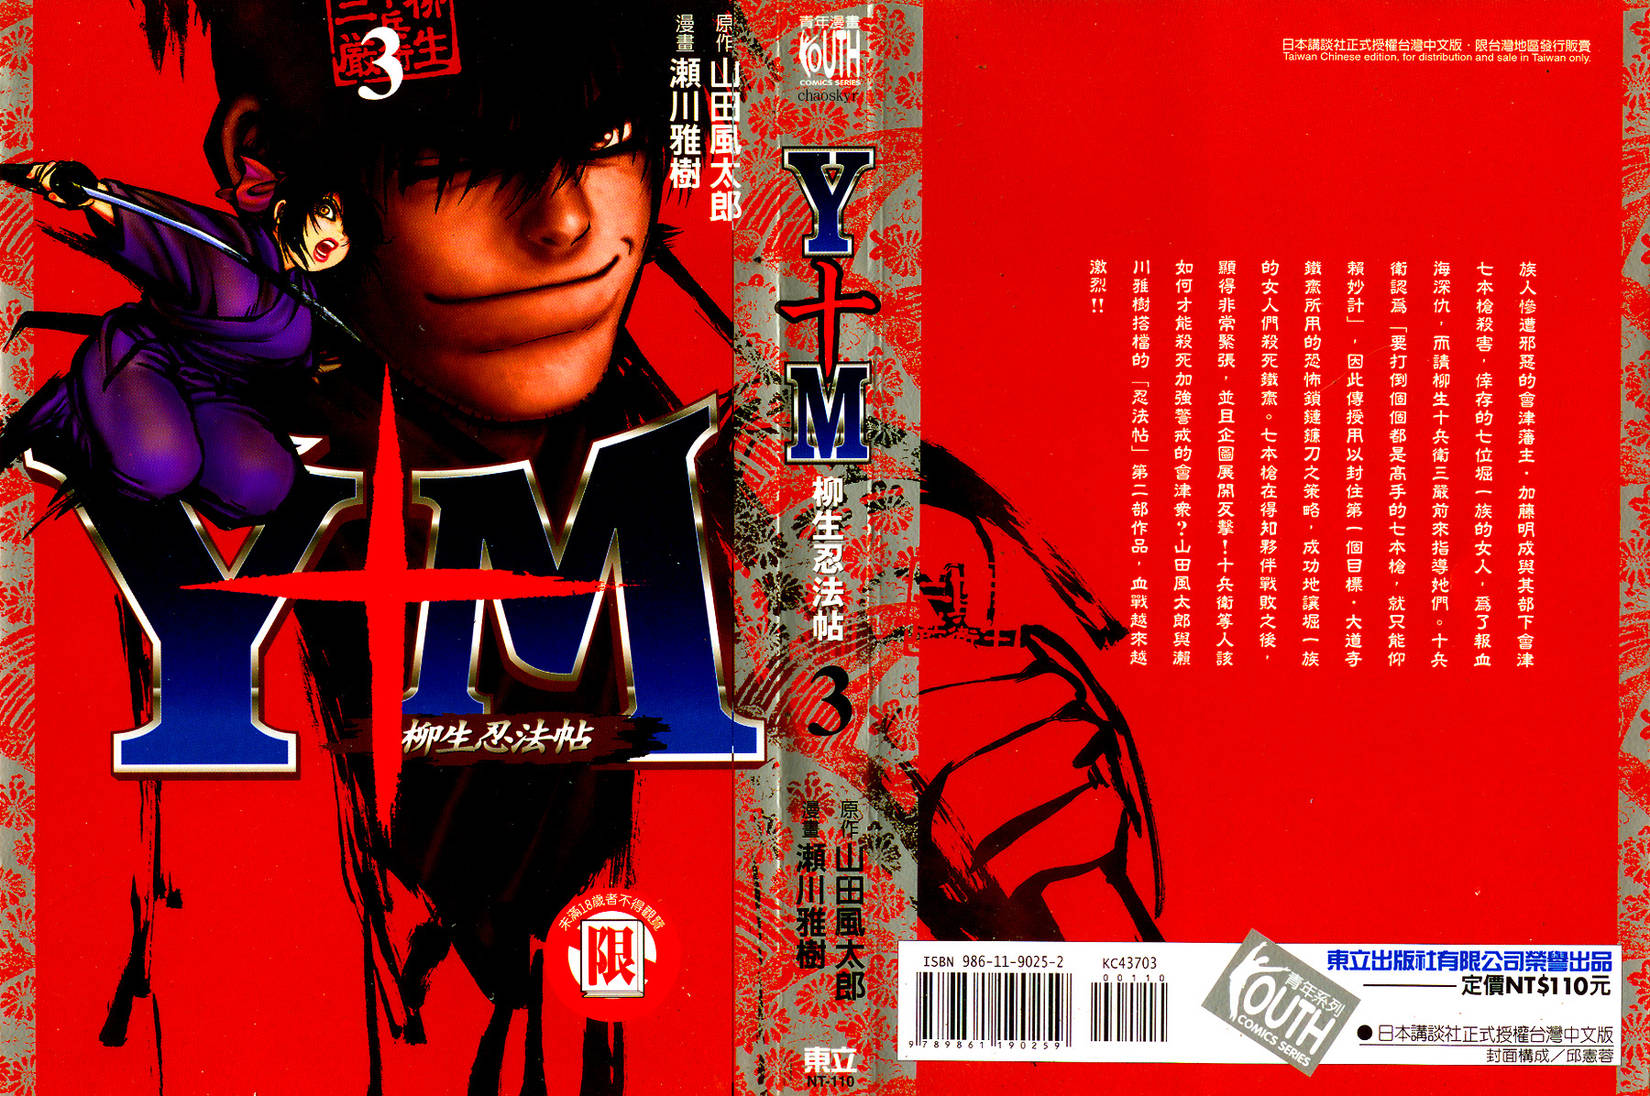 3
原作 山田風太郎
漫畫 瀨川雅樹
Y十M
柳生忍法帖
未滿18歲者不得觀看
限
青年漫畫
YOUTH
COMICS SERIES
chaoskyr
Y十M
柳生忍法帖
3
原作 山田風太郎
漫畫 瀨川雅樹
東立
NT-110
日本講談社正式授權台灣中文版・限台灣地區發行販賣
Taiwan Chinese edition, for distribution and sale in Taiwan only.
族人慘遭邪惡的會津藩主・加藤明成與其部下會津
七本槍殺害，倖存的七位堀一族的女人，爲了報血
海深仇，而請柳生十兵衛三嚴前來指導她們。十兵
衛認爲「要打倒個個都是高手的七本槍，就只能仰
賴妙計」，因此傳授用以封住第一個目標・大道寺
鐵齋所用的恐怖鎖鏈鐮刀之策略，成功地讓堀一族
的女人們殺死鐵齋。七本槍在得知夥伴戰敗之後，
顯得非常緊張，並且企圖展開反擊！十兵衛等人該
如何才能殺死加強警戒的會津衆？山田風太郎與瀨
川雅樹搭檔的「忍法帖」第二部作品，血戰越來越
激烈!!
ISBN 986-11-9025-2
KC43703
00110
9789861190259
青年系列
YOUTH
COMICS SERIES
東立出版社有限公司榮譽出品
定價NT$110元
●日本講談社正式授權台灣中文版
封面構成／邱憲蓉